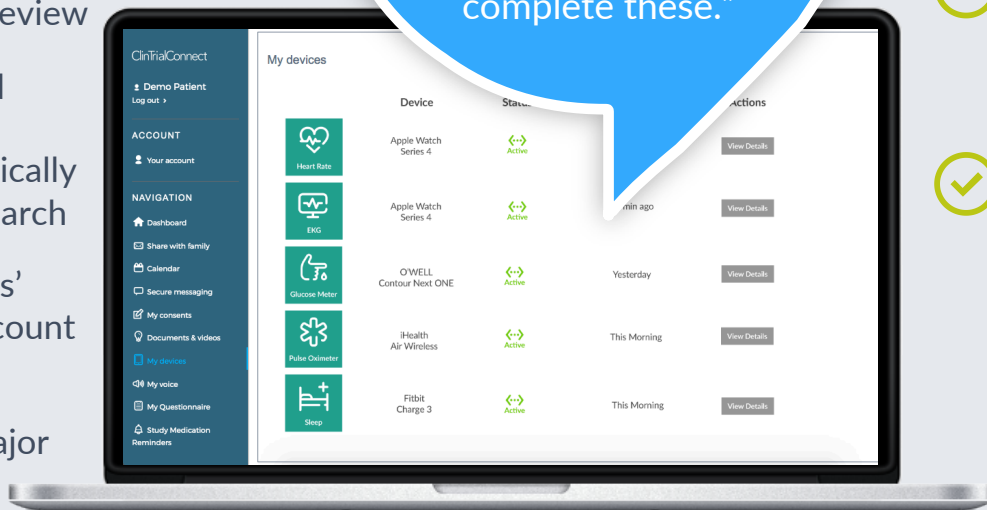 eview
ically
arch
s’
count
ajor
complete these."
ClinTrialConnect
Demo Patient
Log out >
ACCOUNT
Your account
NAVIGATION
Dashboard
Share with family
Calendar
Secure messaging
My consents
Documents & videos
My devices
My voice
My Questionnaire
Study Medication
Reminders
My devices
Device Status Actions
Heart Rate
Apple Watch
Series 4
Active
View Details
EKG
Apple Watch
Series 4
Active
min ago
View Details
Glucose Meter
O'WELL
Contour Next ONE
Active
Yesterday
View Details
Pulse Oximeter
iHealth
Air Wireless
Active
This Morning
View Details
Sleep
Fitbit
Charge 3
Active
This Morning
View Details